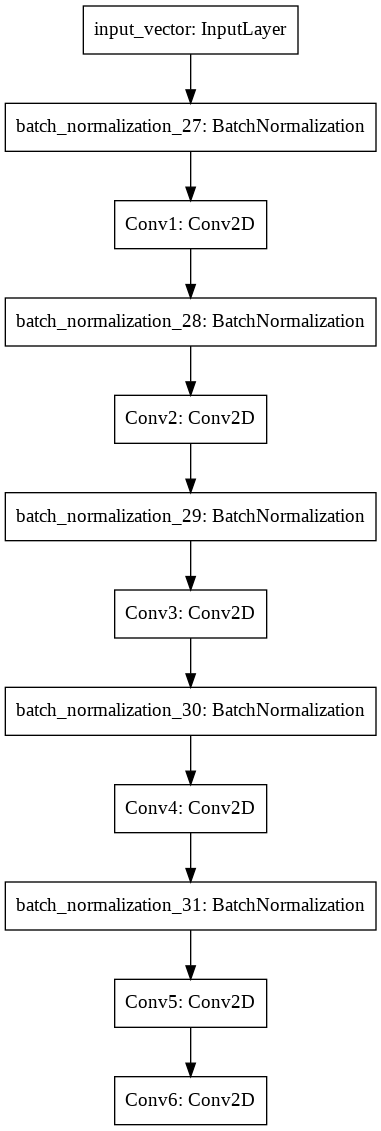 input_vector: InputLayer
batch_normalization_27: BatchNormalization
Conv1: Conv2D
batch_normalization_28: BatchNormalization
Conv2: Conv2D
batch_normalization_29: BatchNormalization
Conv3: Conv2D
batch_normalization_30: BatchNormalization
Conv4: Conv2D
batch_normalization_31: BatchNormalization
Conv5: Conv2D
Conv6: Conv2D